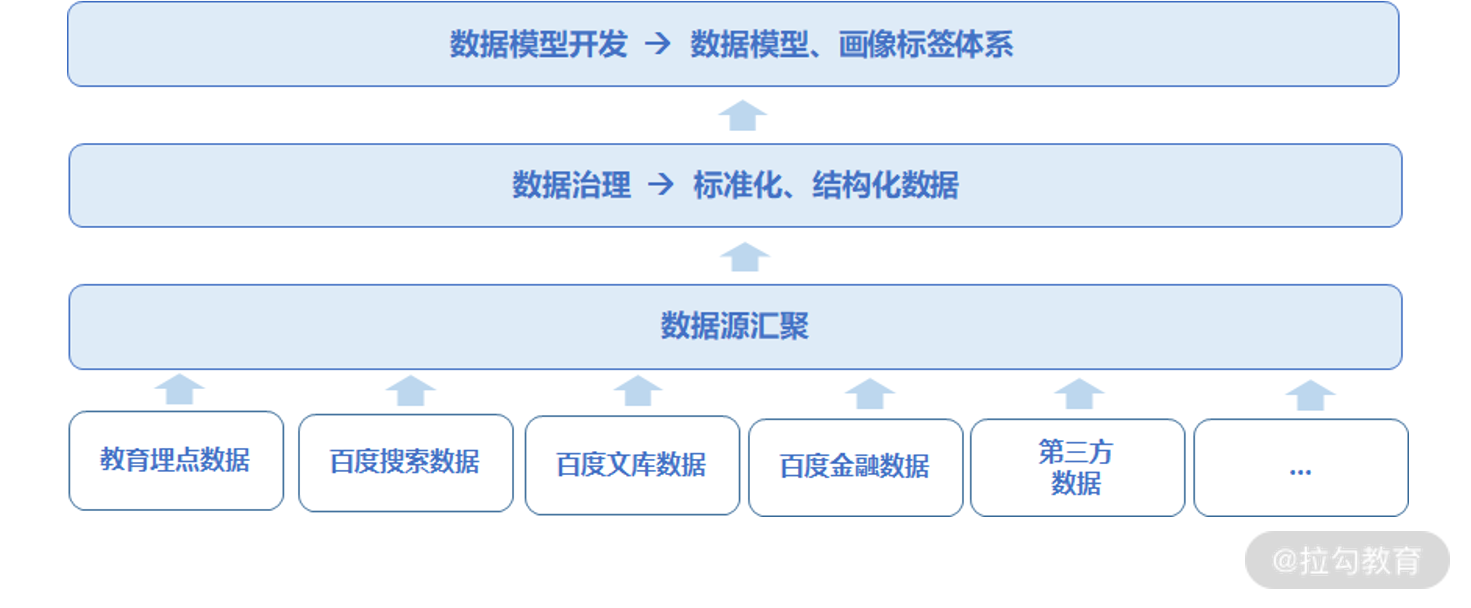 数据模型开发 → 数据模型、画像标签体系
数据治理 → 标准化、结构化数据
数据源汇聚
教育埋点数据
百度搜索数据
百度文库数据
百度金融数据
第三方
数据
...
@拉勾教育